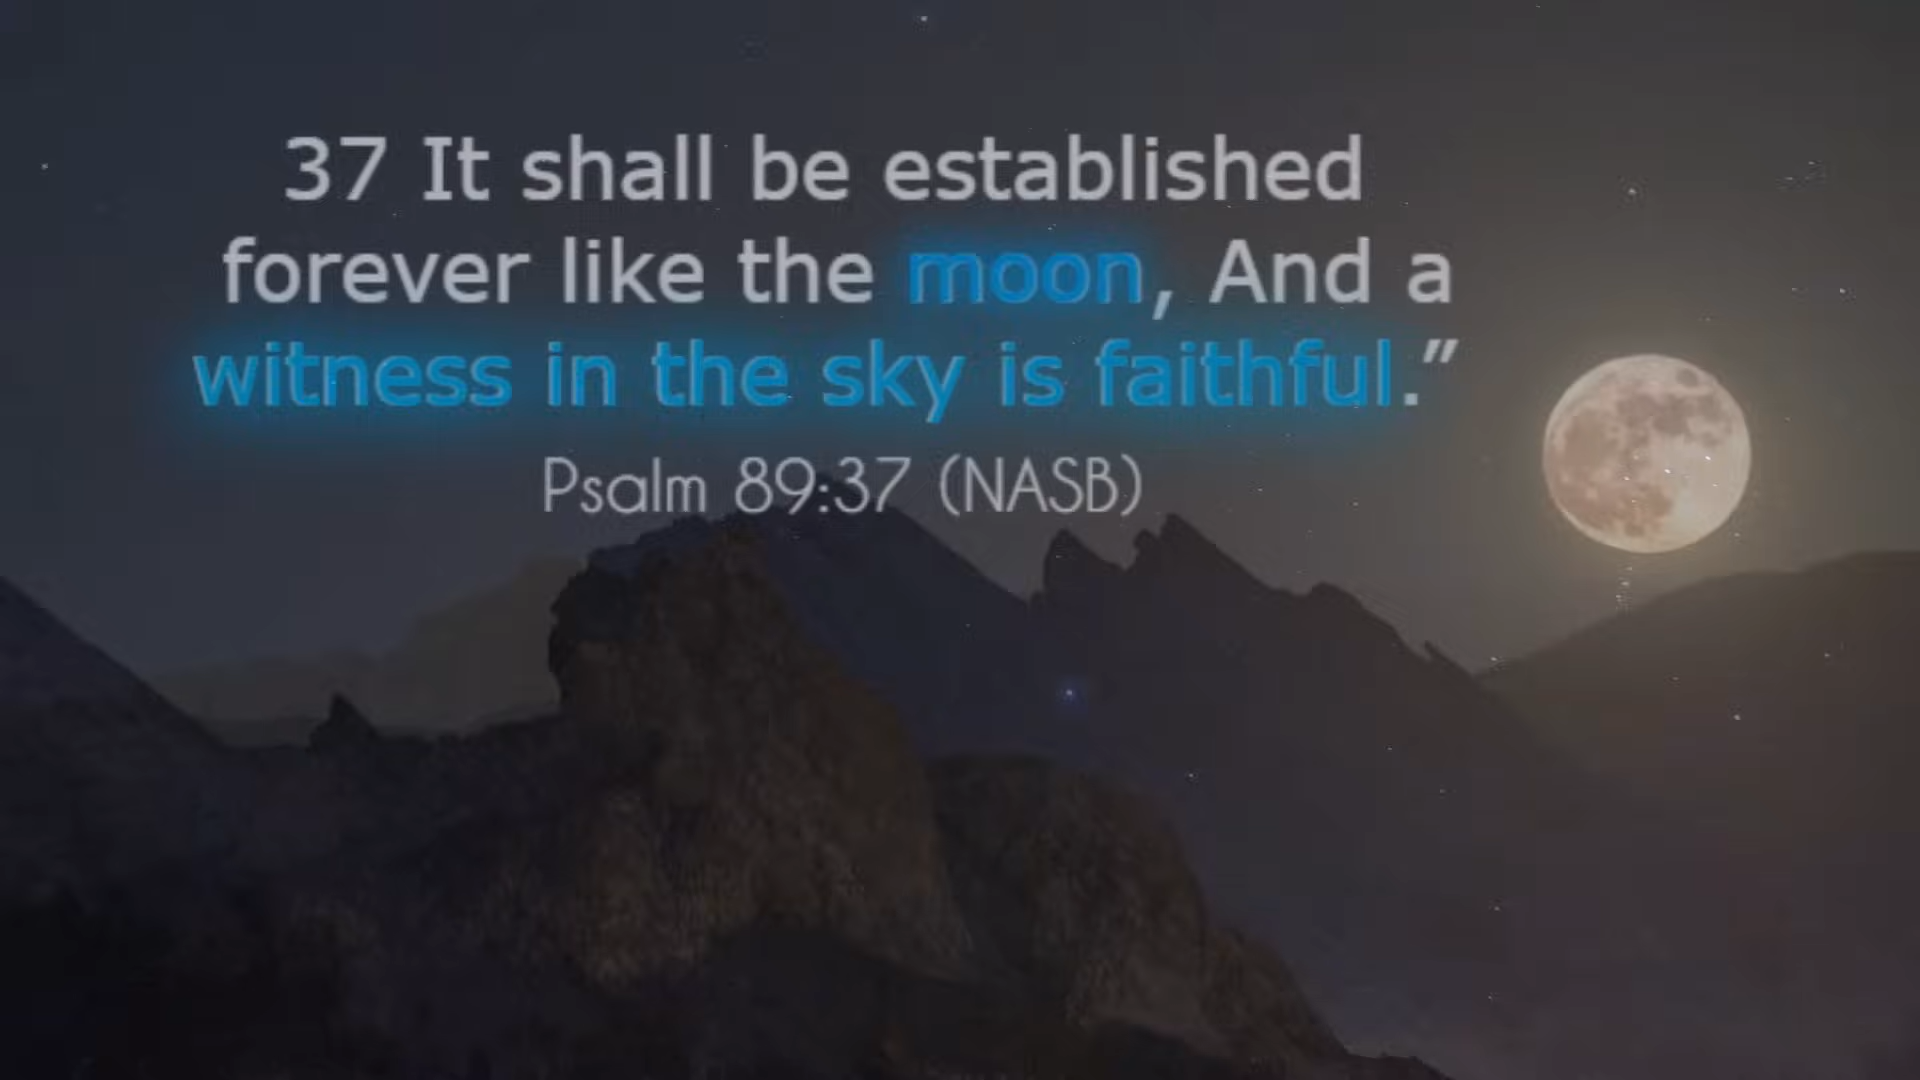 37 It shall be established
forever like the moon, And a
witness in the sky is faithful.”
Psalm 89:37 (NASB)